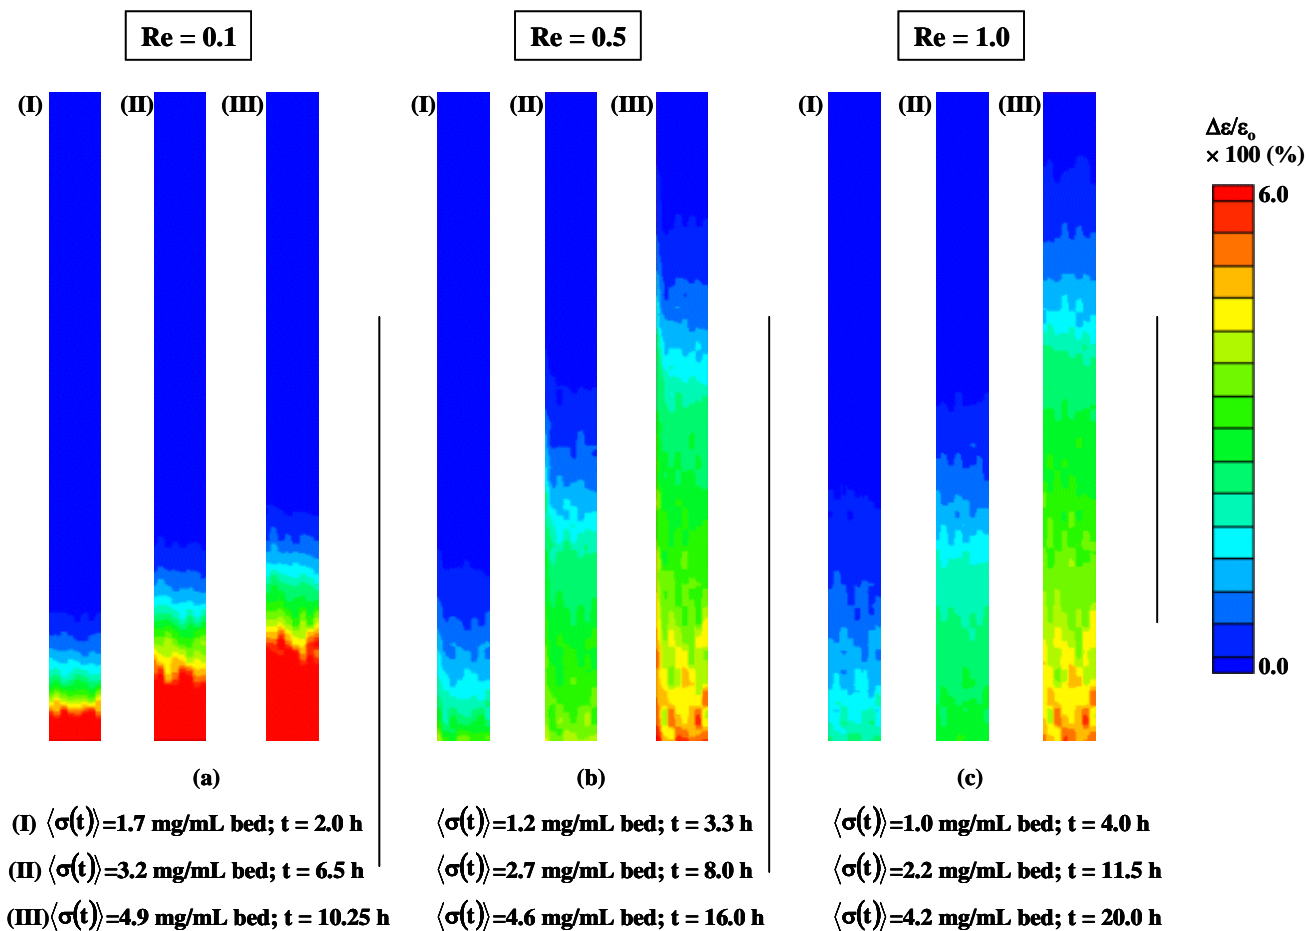 Re = 0.1
Re = 0.5
Re = 1.0
(I) (II) (III) (I) (II) (III) (I) (II) (III)
Δε/εo
× 100 (%)
6.0
0.0
(a) (b) (c)
(I) ⟨σ(t)⟩=1.7 mg/mL bed; t = 2.0 h
⟨σ(t)⟩=1.2 mg/mL bed; t = 3.3 h
⟨σ(t)⟩=1.0 mg/mL bed; t = 4.0 h
(II) ⟨σ(t)⟩=3.2 mg/mL bed; t = 6.5 h
⟨σ(t)⟩=2.7 mg/mL bed; t = 8.0 h
⟨σ(t)⟩=2.2 mg/mL bed; t = 11.5 h
(III)⟨σ(t)⟩=4.9 mg/mL bed; t = 10.25 h
⟨σ(t)⟩=4.6 mg/mL bed; t = 16.0 h
⟨σ(t)⟩=4.2 mg/mL bed; t = 20.0 h